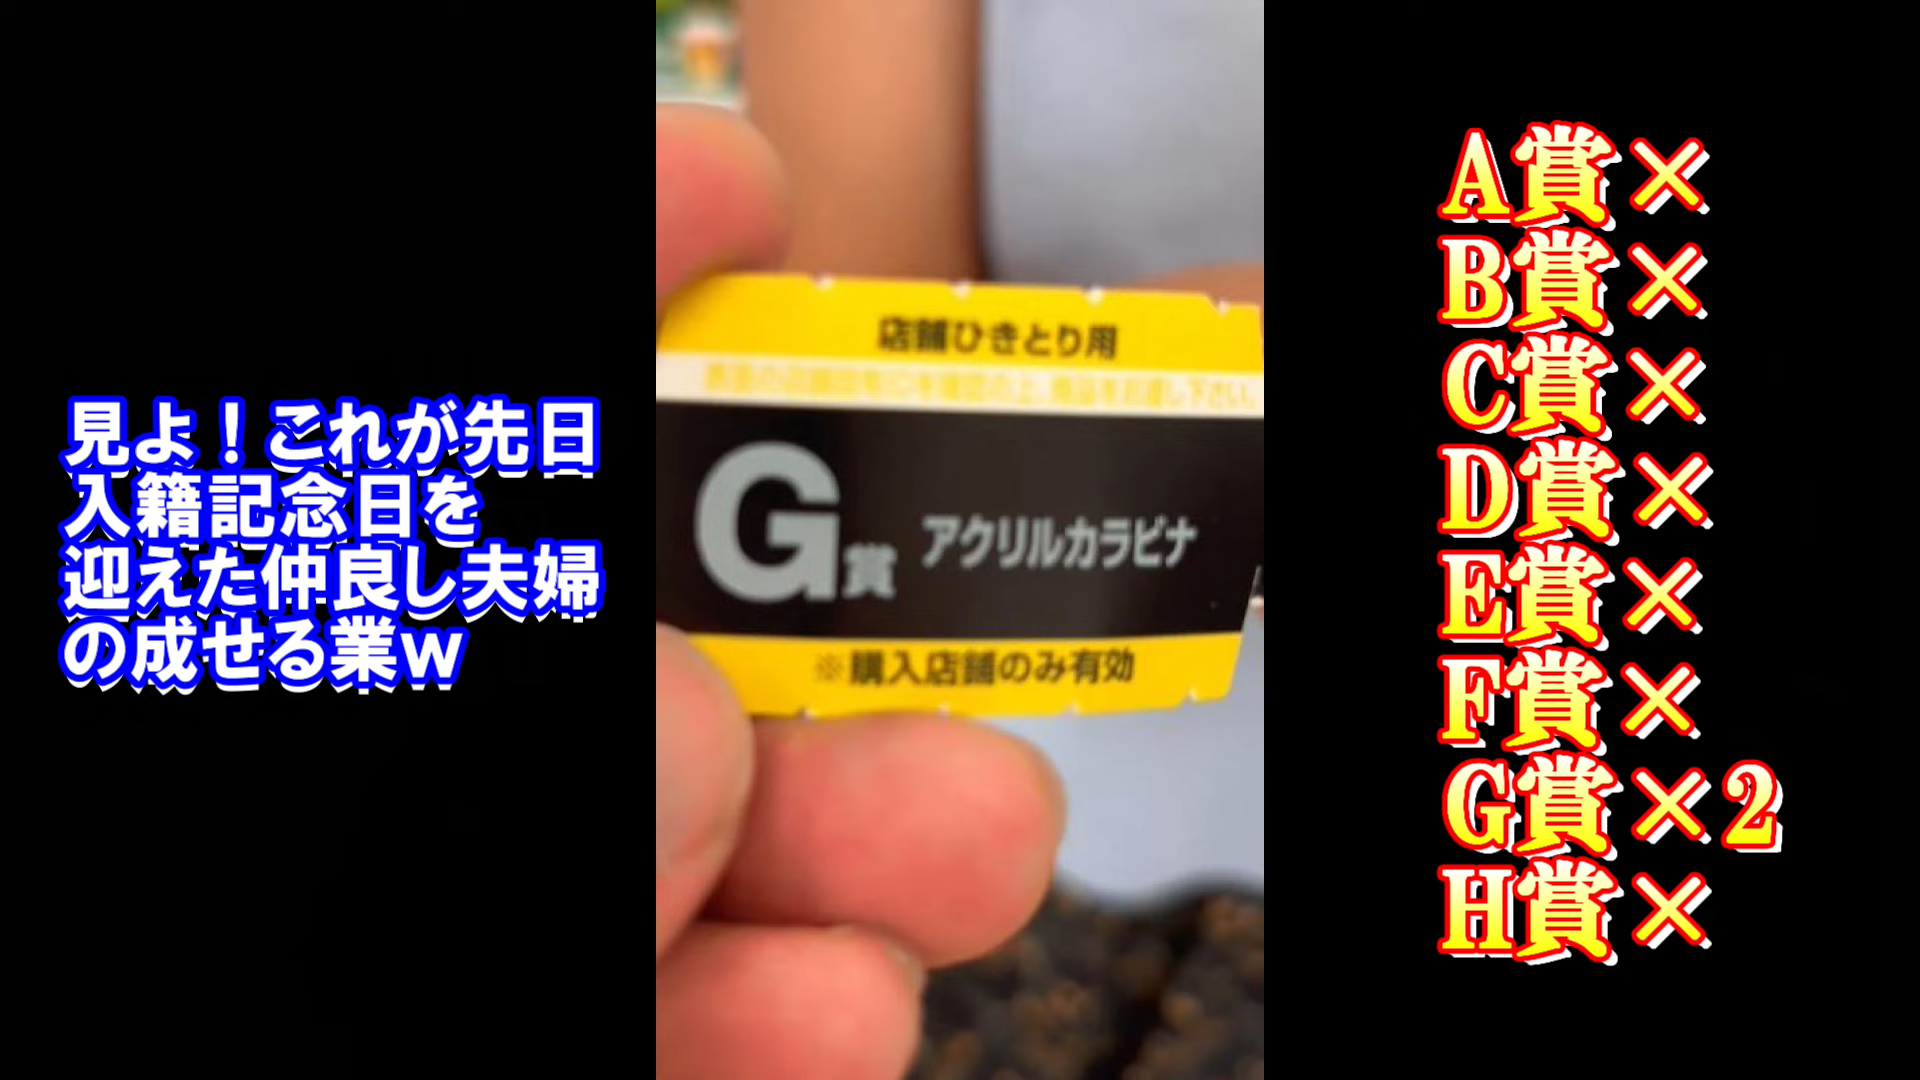 見よ！これが先日
入籍記念日を
迎えた仲良し夫婦
の成せる業w
店舗ひきとり用
G賞 アクリルカラビナ
※購入店舗のみ有効
A賞×
B賞×
C賞×
D賞×
E賞×
F賞×
G賞×2
H賞×